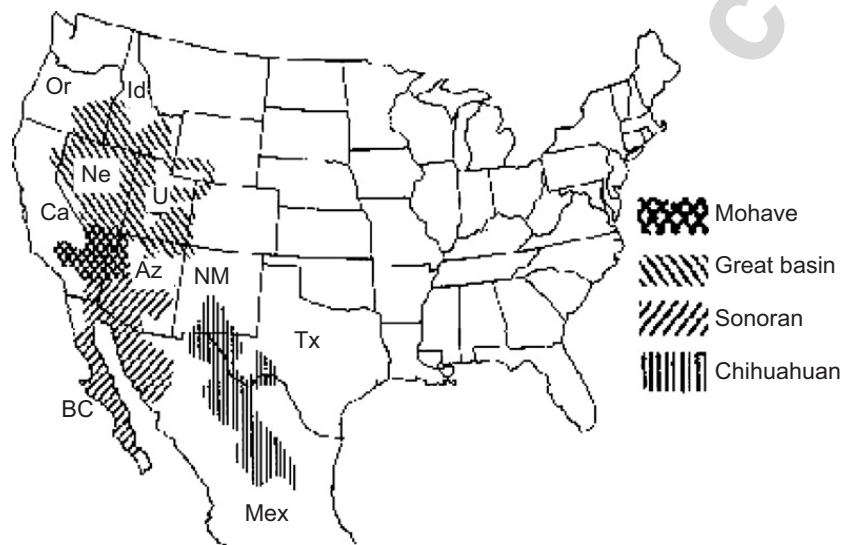 Or
Id
Ne
U
Ca
Az
NM
Tx
BC
Mex
Mohave
Great basin
Sonoran
Chihuahuan